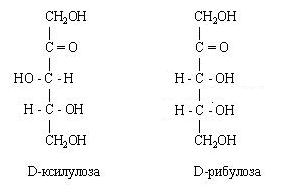 CH₂OH CH₂OH
C = O C = O
HO - C - H H - C - OH
H - C - OH H - C - OH
CH₂OH CH₂OH
D-ксилулоза D-рибулоза